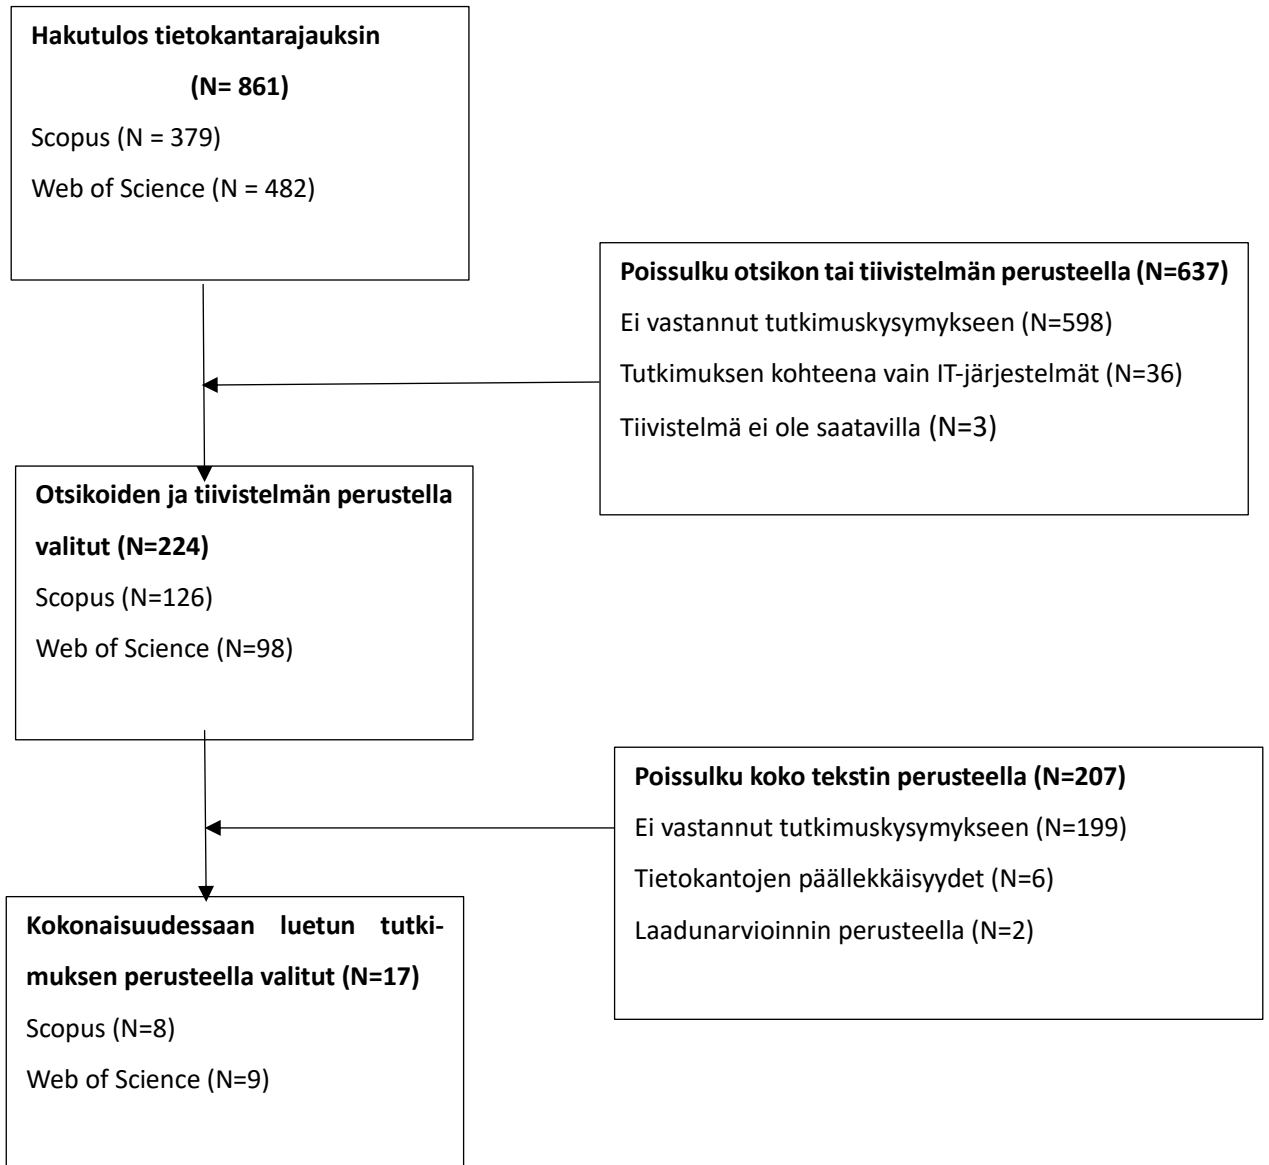 Hakutulos tietokantarajauksin
(N= 861)
Scopus (N = 379)
Web of Science (N = 482)
Poissulku otsikon tai tiivistelmän perusteella (N=637)
Ei vastannut tutkimuskysymykseen (N=598)
Tutkimuksen kohteena vain IT-järjestelmät (N=36)
Tiivistelmä ei ole saatavilla (N=3)
Otsikoiden ja tiivistelmän perustella
valitut (N=224)
Scopus (N=126)
Web of Science (N=98)
Poissulku koko tekstin perusteella (N=207)
Ei vastannut tutkimuskysymykseen (N=199)
Tietokantojen päällekkäisyydet (N=6)
Laadunarvioinnin perusteella (N=2)
Kokonaisuudessaan luetun tutki-
muksen perusteella valitut (N=17)
Scopus (N=8)
Web of Science (N=9)